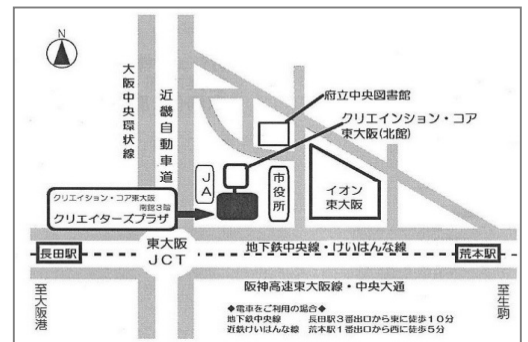 N
大阪中央環状線
近畿自動車道
府立中央図書館
クリエインション・コア
東大阪(北館)
JA
市役所
イオン
東大阪
クリエイション・コア東大阪
南館3階
クリエイターズプラザ
長田駅
東大阪
JCT
地下鉄中央線・けいはんな線
荒本駅
至大阪港
阪神高速東大阪線・中央大通
至生駒
◆電車をご利用の場合◆
地下鉄中央線 長田駅3番出口から東に徒歩10分
近鉄けいはんな線 荒本駅1番出口から西に徒歩5分